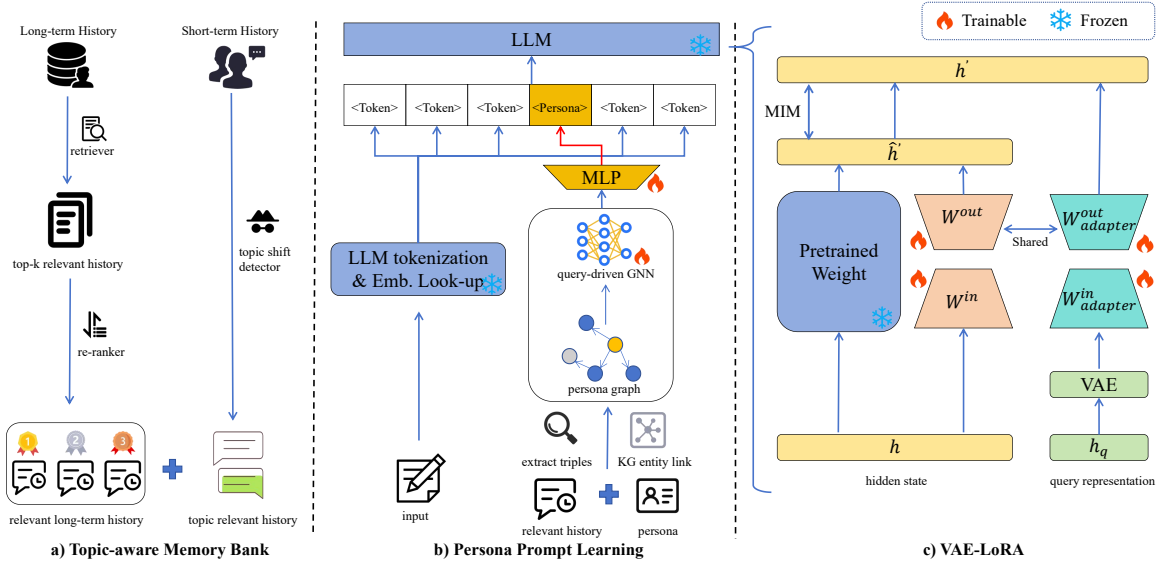 Long-term History
Short-term History
retriever
top-k relevant history
topic shift
detector
re-ranker
1
2
3
relevant long-term history
topic relevant history
a) Topic-aware Memory Bank
LLM
<Token>
<Token>
<Token>
<Persona>
<Token>
<Token>
MLP
LLM tokenization
& Emb. Look-up
query-driven GNN
persona graph
extract triples
KG entity link
input
relevant history
persona
b) Persona Prompt Learning
Trainable
Frozen
h'
MIM
ĥ'
Pretrained
Weight
W^out
Shared
W^out_adapter
W^in
W^in_adapter
VAE
h
h_q
hidden state
query representation
c) VAE-LoRA